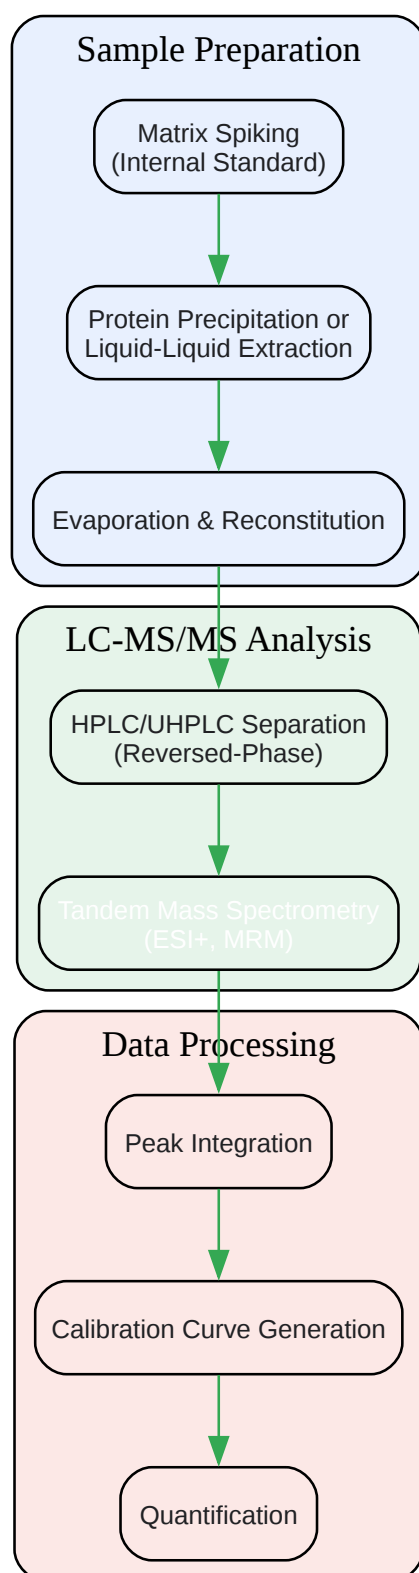 Sample Preparation
Matrix Spiking
(Internal Standard)
Protein Precipitation or
Liquid-Liquid Extraction
Evaporation & Reconstitution
LC-MS/MS Analysis
HPLC/UHPLC Separation
(Reversed-Phase)
Tandem Mass Spectrometry
(ESI+, MRM)
Data Processing
Peak Integration
Calibration Curve Generation
Quantification